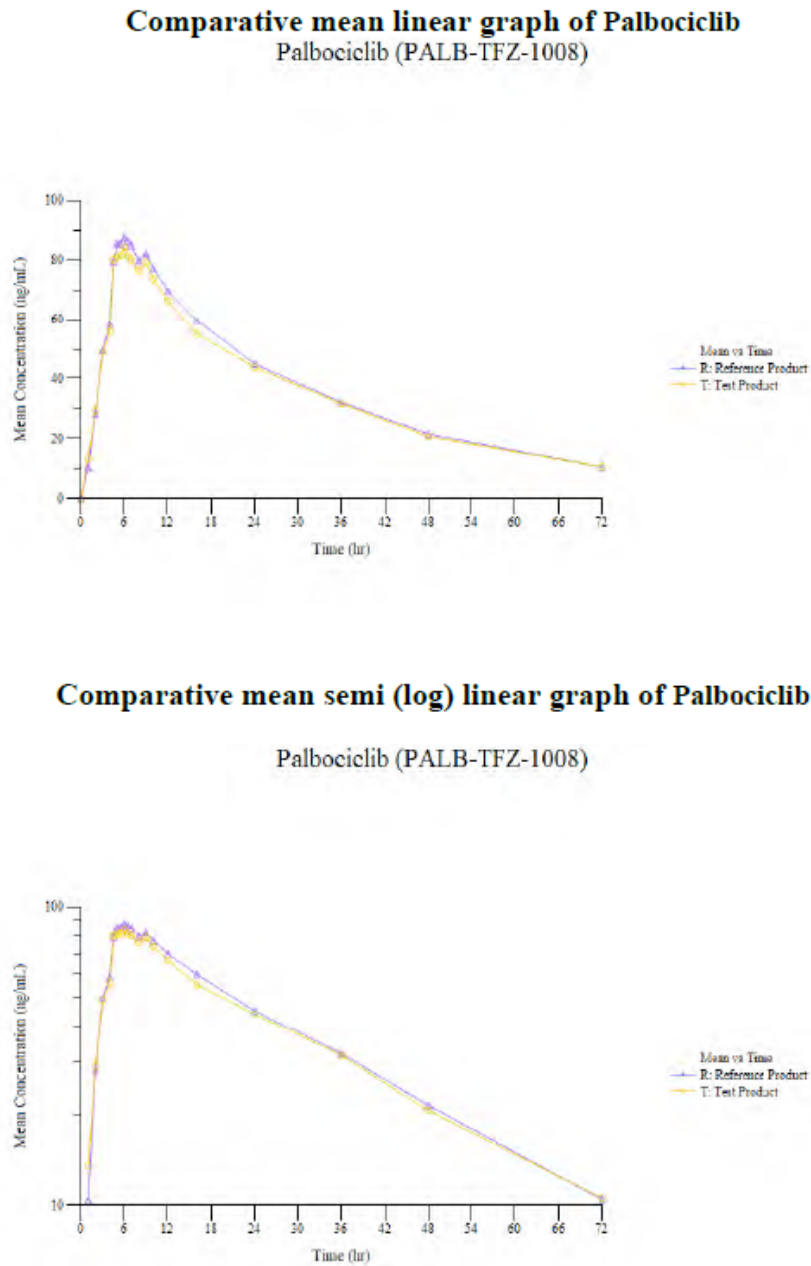 Comparative mean linear graph of Palbociclib
Palbociclib (PALB-TFZ-1008)
100
80
60
40
20
0
Mean Concentration (ng/mL)
0 6 12 18 24 30 36 42 48 54 60 66 72
Time (hr)
Mean vs Time
R: Reference Product
T: Test Product
Comparative mean semi (log) linear graph of Palbociclib
Palbociclib (PALB-TFZ-1008)
100
10
Mean Concentration (ng/mL)
0 6 12 18 24 30 36 42 48 54 60 66 72
Time (hr)
Mean vs Time
R: Reference Product
T: Test Product